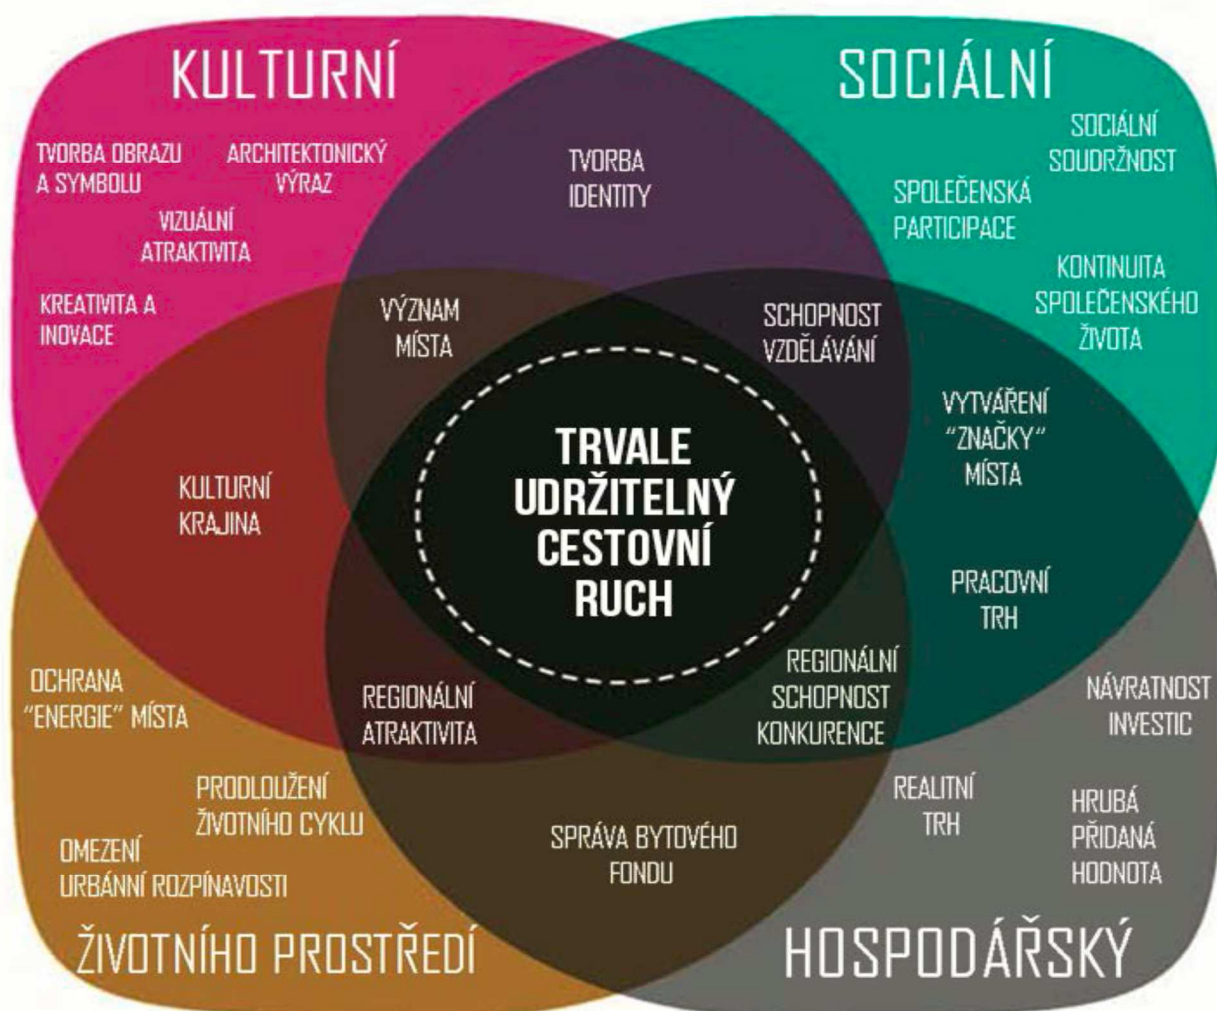 KULTURNÍ
TVORBA OBRAZU
A SYMBOLU
ARCHITEKTONICKÝ
VÝRAZ
VIZUÁLNÍ
ATRAKTIVITA
KREATIVITA A
INOVACE
TVORBA
IDENTITY
SOCIÁLNÍ
SOCIÁLNÍ
SOUDRŽNOST
SPOLEČENSKÁ
PARTICIPACE
KONTINUITA
SPOLEČENSKÉHO
ŽIVOTA
VÝZNAM
MÍSTA
SCHOPNOST
VZDĚLÁVÁNÍ
KULTURNÍ
KRAJINA
TRVALE
UDRŽITELNÝ
CESTOVNÍ
RUCH
VYTVÁŘENÍ
"ZNAČKY"
MÍSTA
PRACOVNÍ
TRH
REGIONÁLNÍ
ATRAKTIVITA
REGIONÁLNÍ
SCHOPNOST
KONKURENCE
OCHRANA
"ENERGIE" MÍSTA
PRODLOUŽENÍ
ŽIVOTNÍHO CYKLU
OMEZENÍ
URBÁNNÍ ROZPÍNAVOSTI
ŽIVOTNÍHO PROSTŘEDÍ
SPRÁVA BYTOVÉHO
FONDU
NÁVRATNOST
INVESTIC
REALITNÍ
TRH
HRUBÁ
PŘIDANÁ
HODNOTA
HOSPODÁŘSKÝ